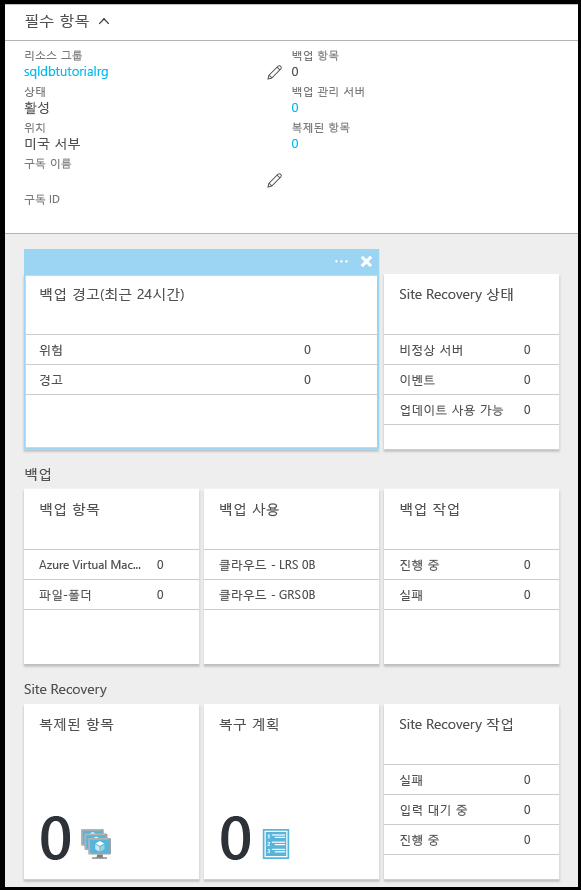 필수 항목
리소스 그룹
sqldbtutorialrg
상태
활성
위치
미국 서부
구독 이름
구독 ID
백업 항목
0
백업 관리 서버
0
복제된 항목
0
백업 경고(최근 24시간)
위험 0
경고 0
Site Recovery 상태
비정상 서버 0
이벤트 0
업데이트 사용 가능 0
백업
백업 항목
Azure Virtual Mac... 0
파일-폴더 0
백업 사용
클라우드 - LRS 0B
클라우드 - GRS 0B
백업 작업
진행 중 0
실패 0
Site Recovery
복제된 항목
0
복구 계획
0
Site Recovery 작업
실패 0
입력 대기 중 0
진행 중 0